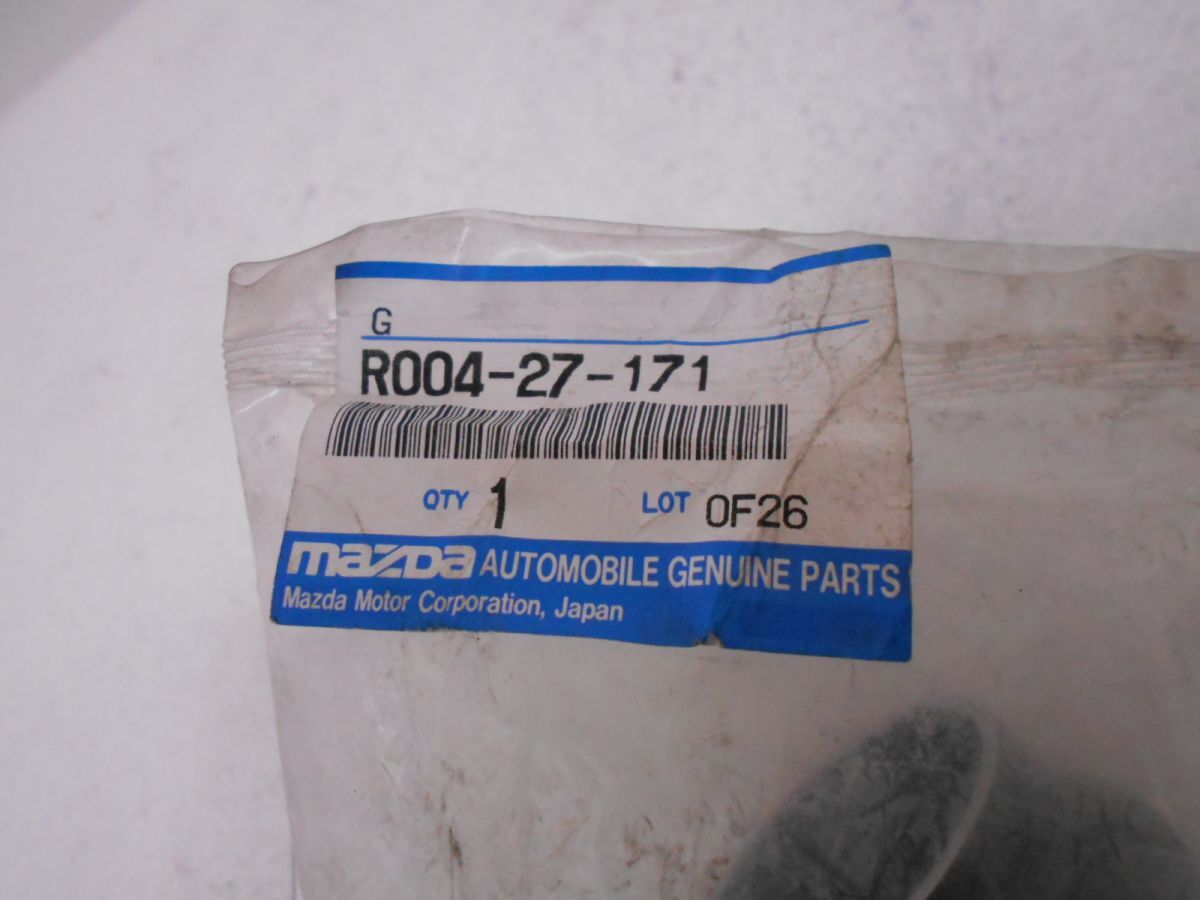 G
R004-27-171
QTY 1 LOT 0F26
mazda AUTOMOBILE GENUINE PARTS
Mazda Motor Corporation, Japan